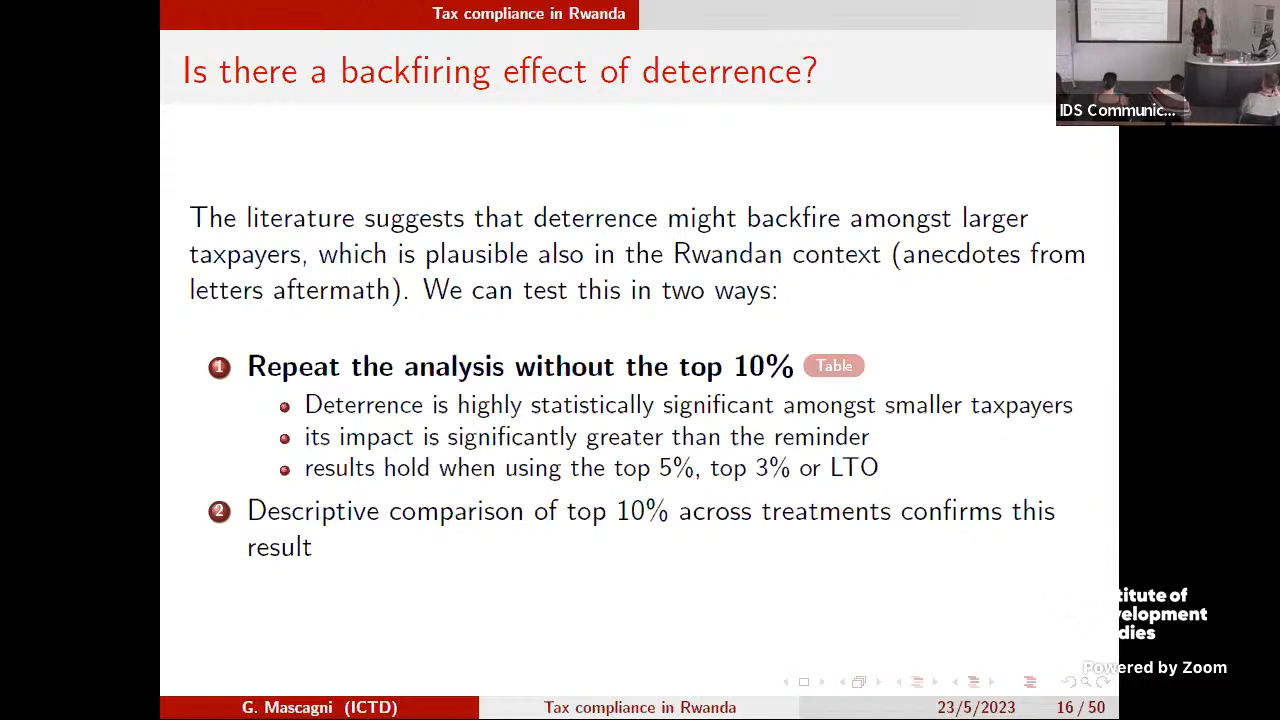 Tax compliance in Rwanda
Is there a backfiring effect of deterrence?
IDS Communic...
The literature suggests that deterrence might backfire amongst larger
taxpayers, which is plausible also in the Rwandan context (anecdotes from
letters aftermath). We can test this in two ways:
1 Repeat the analysis without the top 10% Table
Deterrence is highly statistically significant amongst smaller taxpayers
its impact is significantly greater than the reminder
results hold when using the top 5%, top 3% or LTO
2 Descriptive comparison of top 10% across treatments confirms this
result
titute of
velopment
dies
Powered by Zoom
G. Mascagni (ICTD) Tax compliance in Rwanda 23/5/2023 16 / 50